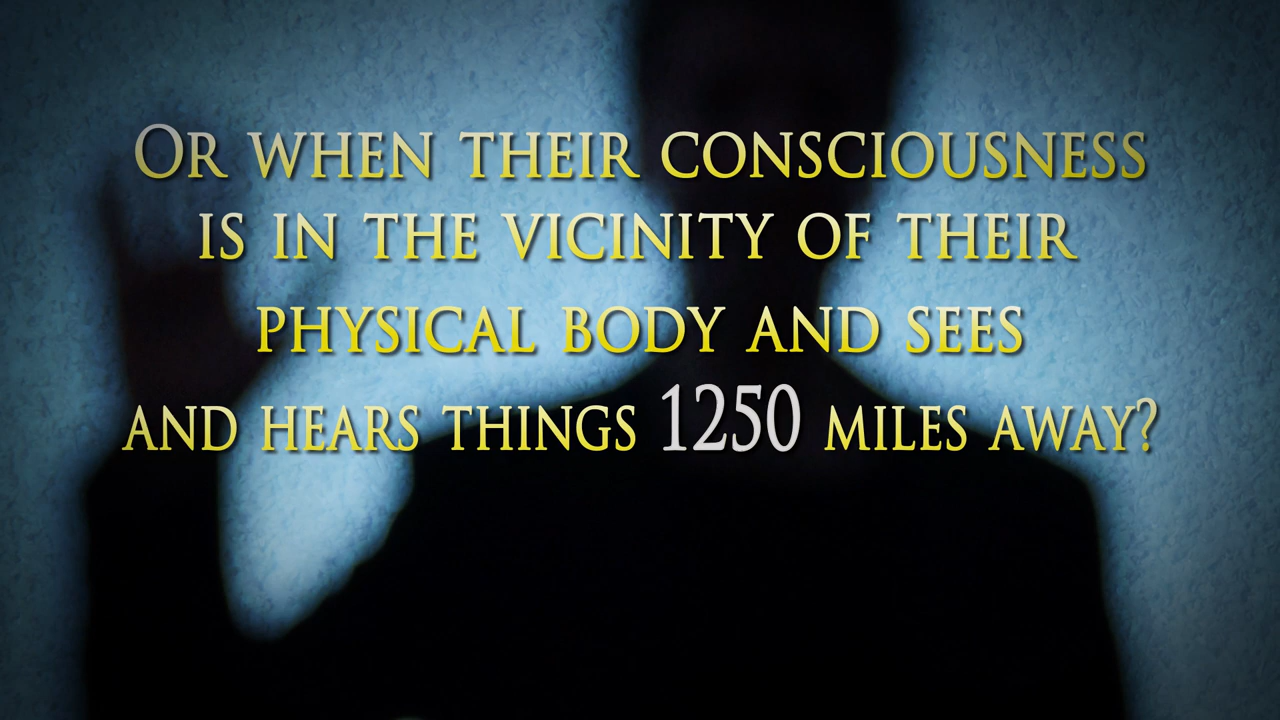 Or when their consciousness
is in the vicinity of their
physical body and sees
and hears things 1250 miles away?